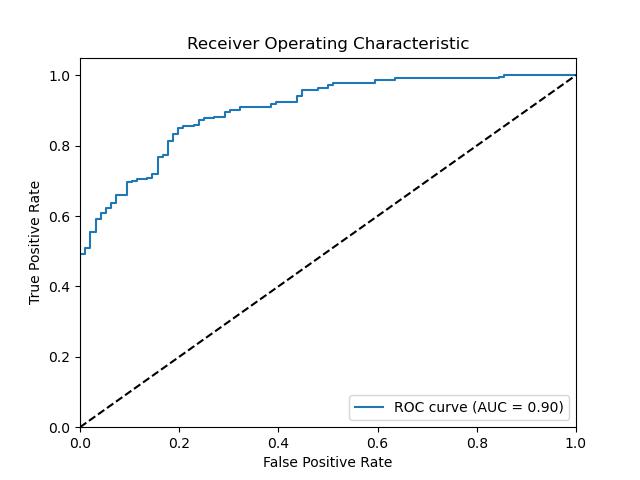 Receiver Operating Characteristic
1.0
0.8
0.6
0.4
0.2
0.0
True Positive Rate
ROC curve (AUC = 0.90)
0.0 0.2 0.4 0.6 0.8 1.0
False Positive Rate